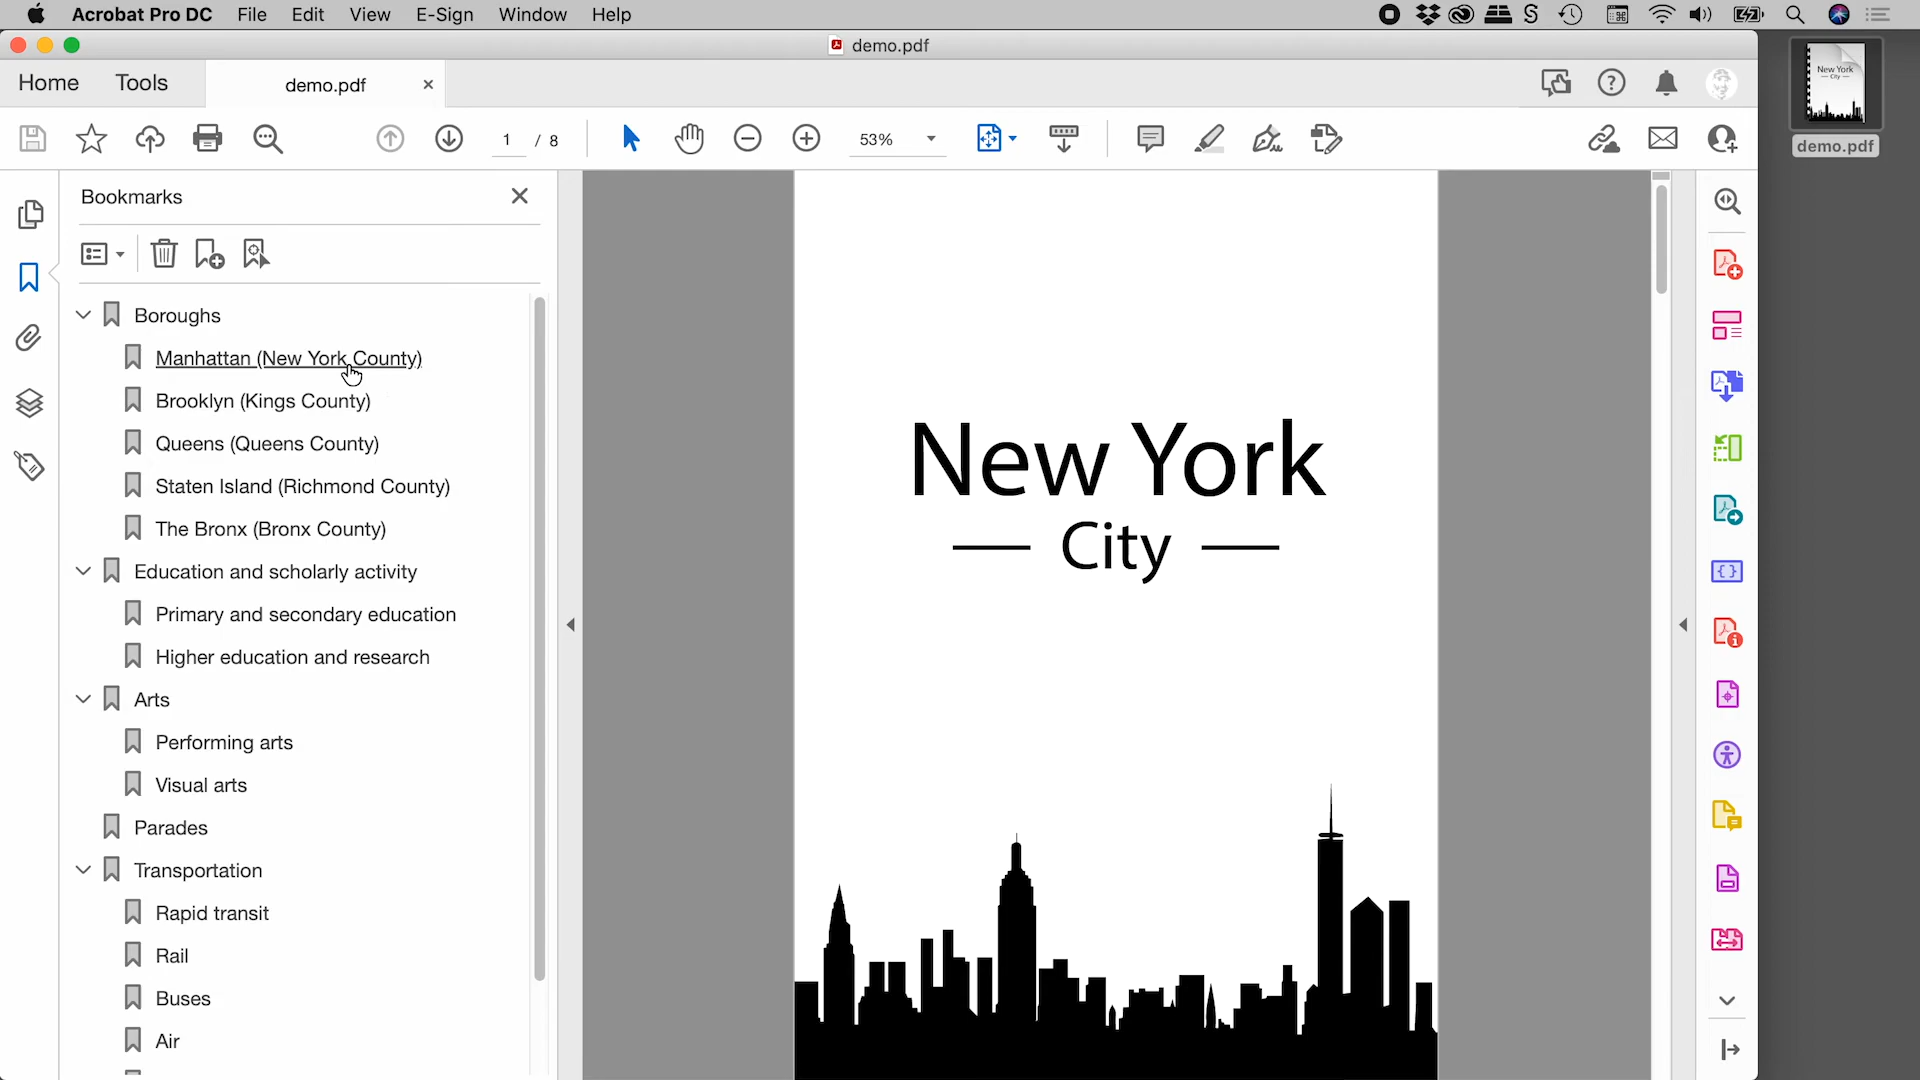 Acrobat Pro DC File Edit View E-Sign Window Help
demo.pdf
Home Tools demo.pdf
1 / 8 53%
New York
City
demo.pdf
Bookmarks
Boroughs
Manhattan (New York County)
Brooklyn (Kings County)
Queens (Queens County)
Staten Island (Richmond County)
The Bronx (Bronx County)
Education and scholarly activity
Primary and secondary education
Higher education and research
Arts
Performing arts
Visual arts
Parades
Transportation
Rapid transit
Rail
Buses
Air
New York
City